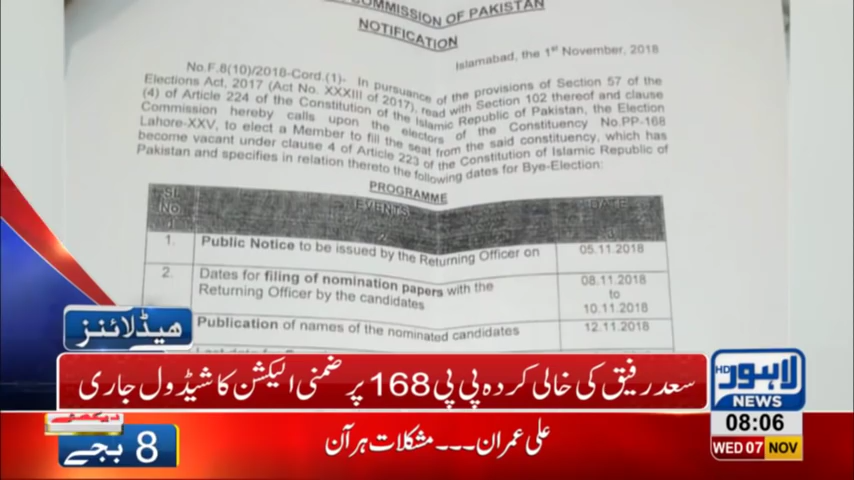 COMMISSION OF PAKISTAN
NOTIFICATION
Islamabad, the 1st November, 2018
No.F.8(10)/2018-Cord.(1)- In pursuance of the provisions of Section 57 of the
Elections Act, 2017 (Act No. XXXIII of 2017), read with Section 102 thereof and clause
(4) of Article 224 of the Constitution of the Islamic Republic of Pakistan, the Election
Commission hereby calls upon the electors of the Constituency No.PP-168
Lahore-XXV, to elect a Member to fill the seat from the said constituency, which has
become vacant under clause 4 of Article 223 of the Constitution of Islamic Republic of
Pakistan and specifies in relation thereto the following dates for Bye-Election:
PROGRAMME
SL NO EVENTS DATE
1 2 3
1. Public Notice to be issued by the Returning Officer on 05.11.2018
2. Dates for filing of nomination papers with the Returning Officer by the candidates 08.11.2018 to 10.11.2018
Publication of names of the nominated candidates 12.11.2018
ہیڈلائنز
سعد رفیق کی خالی کردہ پی پی 168 پر ضمنی الیکشن کا شیڈول جاری
HD لاہور
NEWS
08:06
WED 07 NOV
دیکھئے
8 بجے
علی عمران ۔۔۔ مشکلات ہر آن